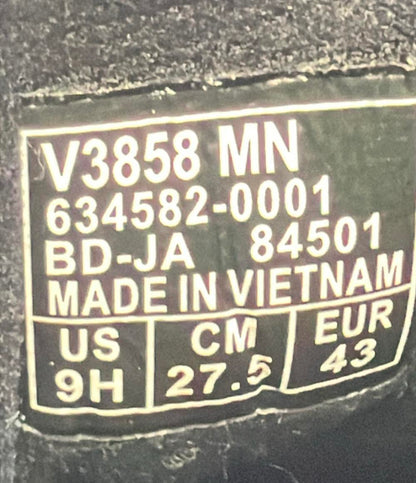 V3858 MN
634582-0001
BD-JA 84501
MADE IN VIETNAM
US CM EUR
9H 27.5 43